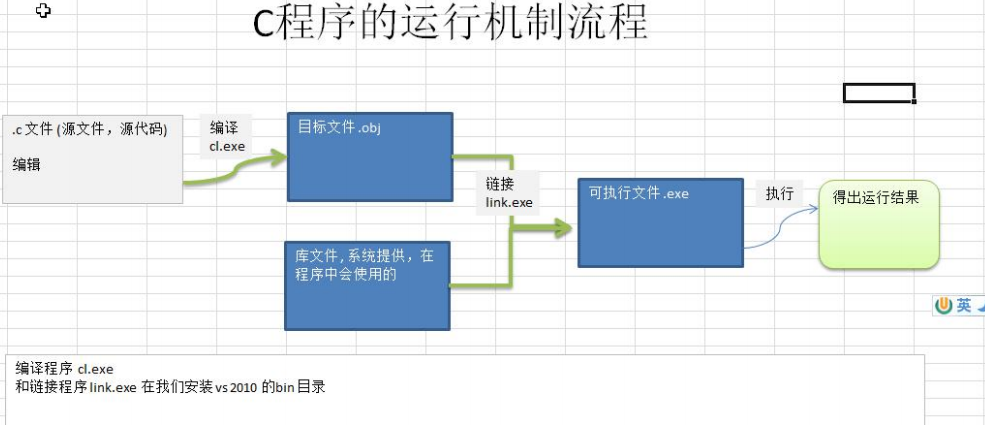 C程序的运行机制流程
.c 文件 (源文件，源代码)
编辑
编译
cl.exe
目标文件.obj
链接
link.exe
库文件,系统提供，在
程序中会使用的
可执行文件.exe
执行
得出运行结果
英
编译程序 cl.exe
和链接程序 link.exe 在我们安装 vs 2010 的bin 目录